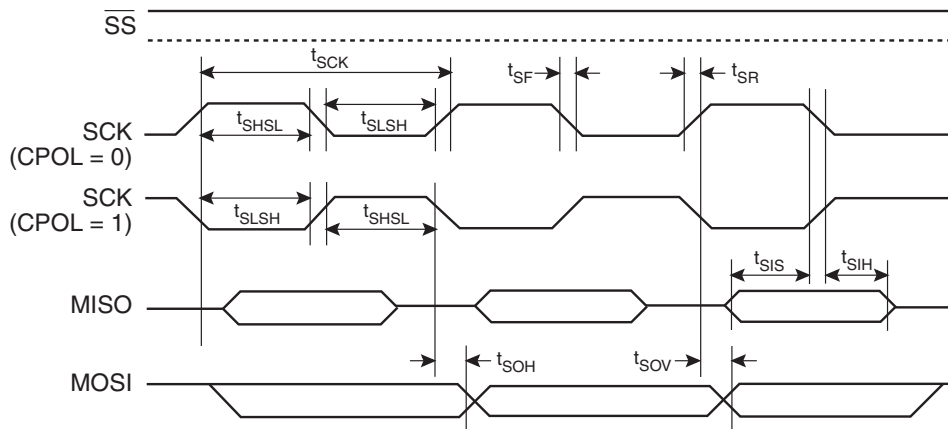 SS
tSCK
tSF
tSR
SCK
(CPOL = 0)
tSHSL
tSLSH
SCK
(CPOL = 1)
tSLSH
tSHSL
tSIS
tSIH
MISO
tSOH
tSOV
MOSI